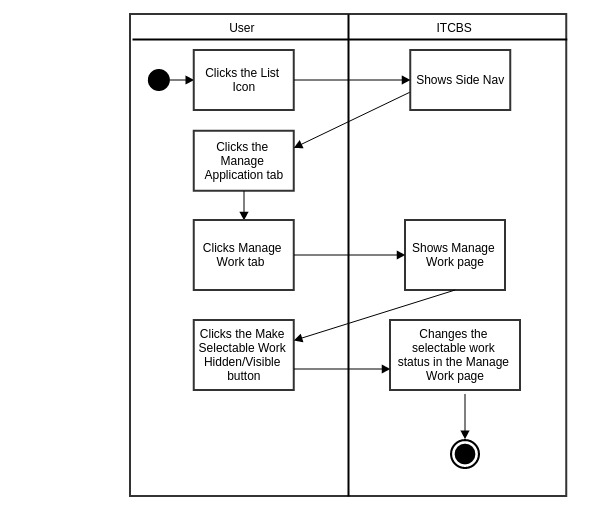 User
ITCBS
Clicks the List
Icon
Shows Side Nav
Clicks the
Manage
Application tab
Clicks Manage
Work tab
Shows Manage
Work page
Clicks the Make
Selectable Work
Hidden/Visible
button
Changes the
selectable work
status in the Manage
Work page